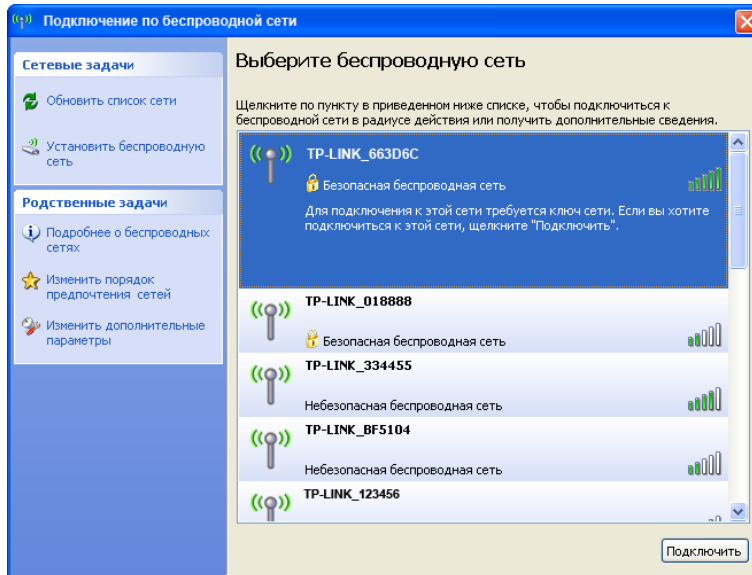 Подключение по беспроводной сети
Сетевые задачи
Обновить список сети
Установить беспроводную
сеть
Родственные задачи
Подробнее о беспроводных
сетях
Изменить порядок
предпочтения сетей
Изменить дополнительные
параметры
Выберите беспроводную сеть
Щелкните по пункту в приведенном ниже списке, чтобы подключиться к
беспроводной сети в радиусе действия или получить дополнительные сведения.
TP-LINK_663D6C
Безопасная беспроводная сеть
Для подключения к этой сети требуется ключ сети. Если вы хотите
подключиться к этой сети, щелкните "Подключить".
TP-LINK_018888
Безопасная беспроводная сеть
TP-LINK_334455
Небезопасная беспроводная сеть
TP-LINK_BF5104
Небезопасная беспроводная сеть
TP-LINK_123456
Подключить